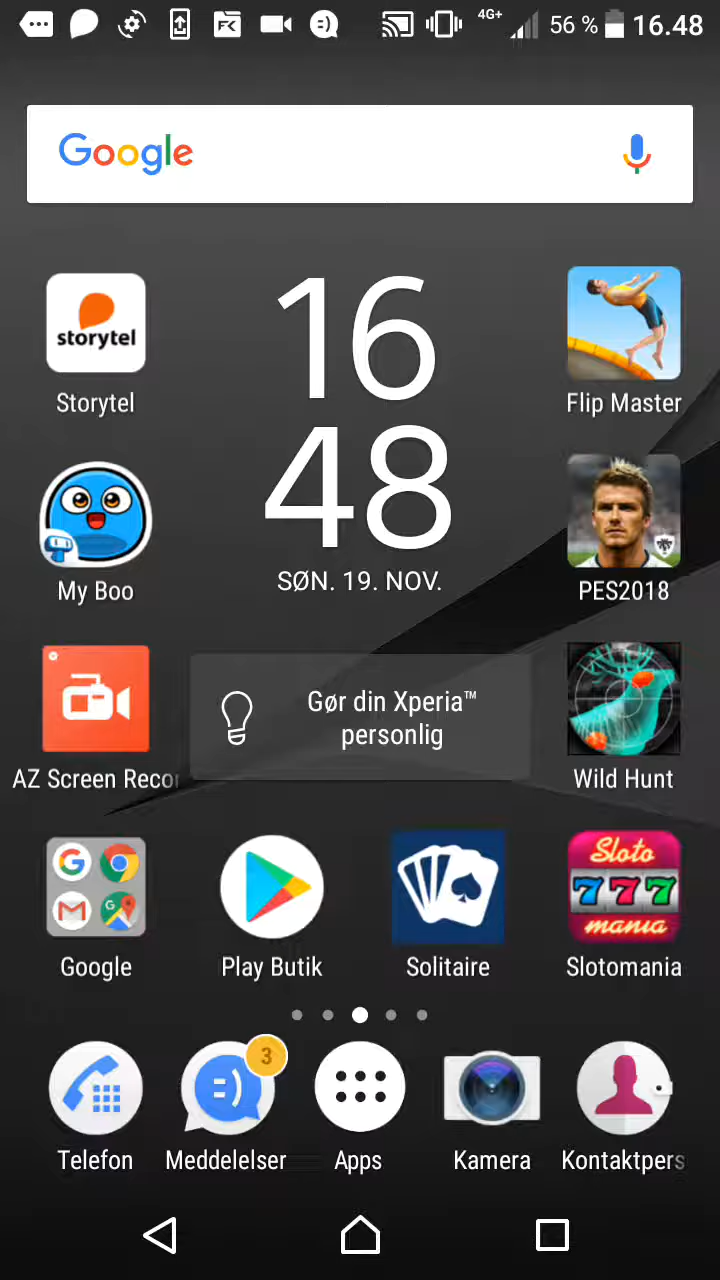 4G+ 56 % 16.48
Google
storytel
16
48
SØN. 19. NOV.
Storytel
Flip Master
My Boo
PES2018
Gør din Xperia™
personlig
AZ Screen Recor
Wild Hunt
Sloto
777
mania
Google
Play Butik
Solitaire
Slotomania
3
Telefon
Meddelelser
Apps
Kamera
Kontaktpers